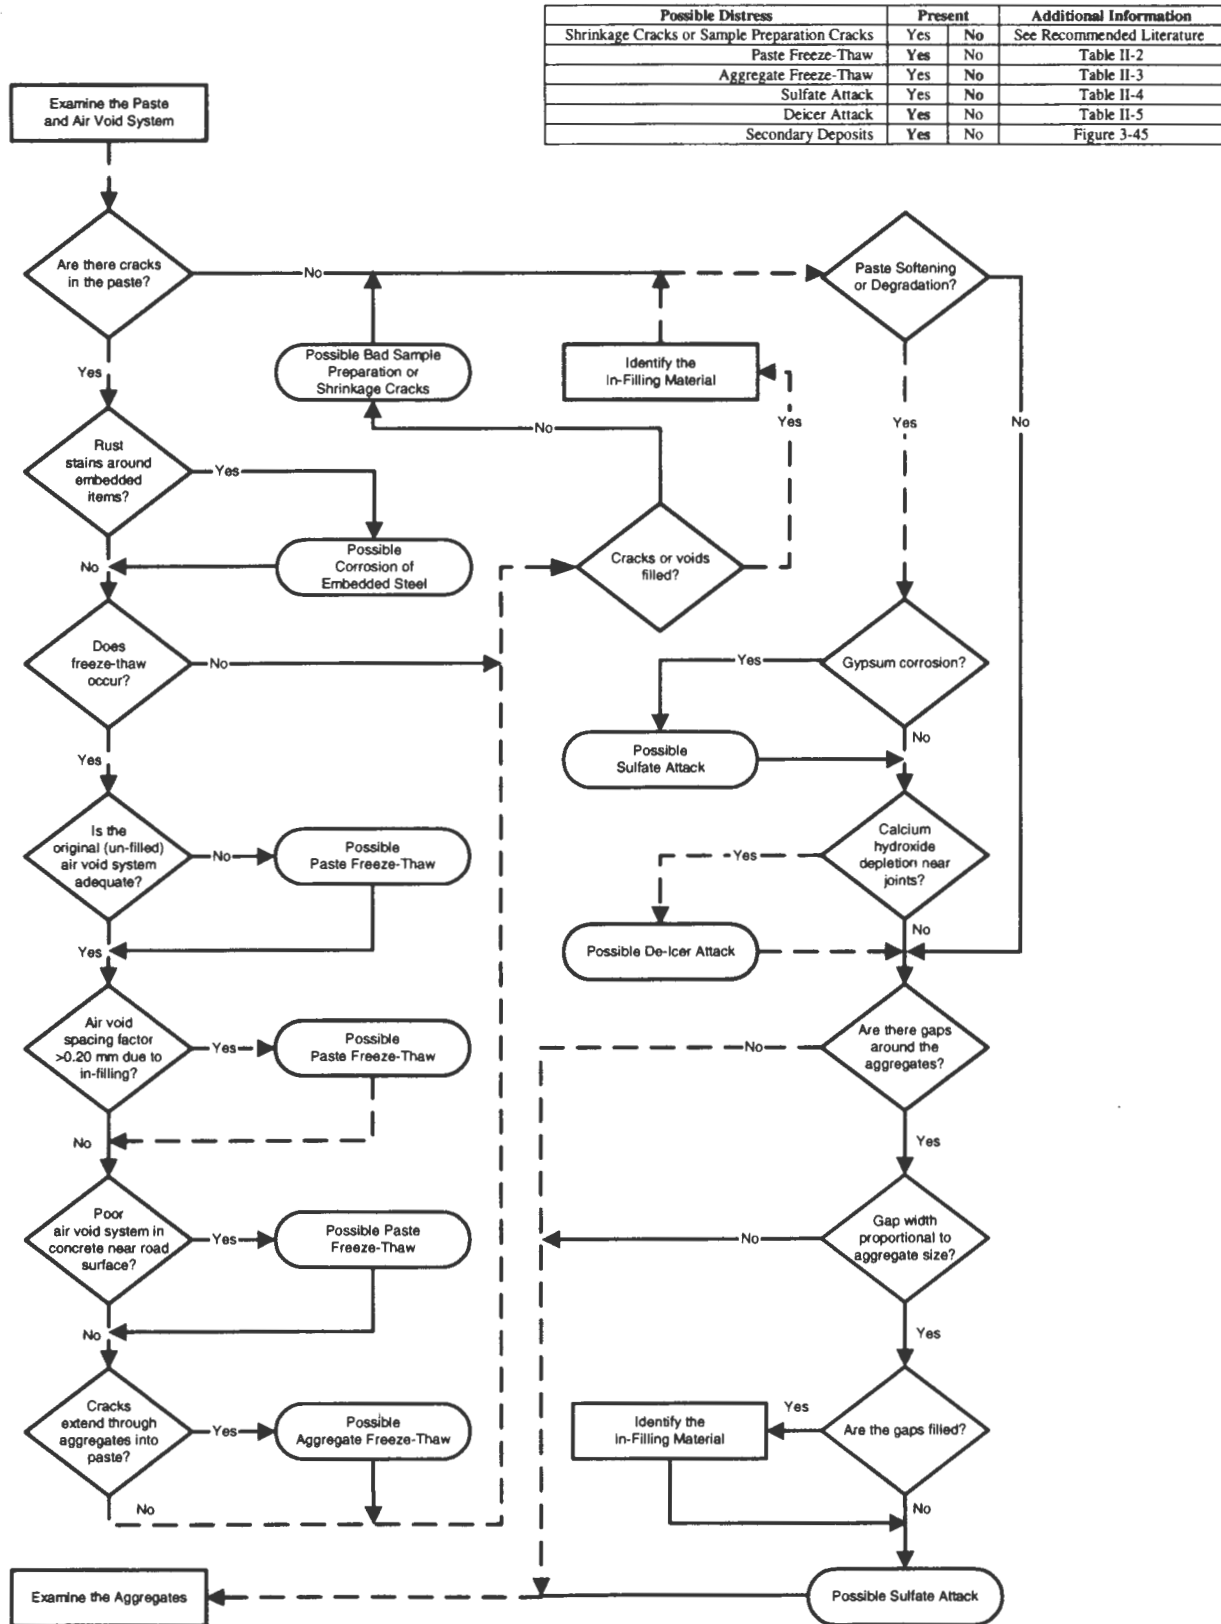 Possible Distress Present Additional Information
Shrinkage Cracks or Sample Preparation Cracks Yes No See Recommended Literature
Paste Freeze-Thaw Yes No Table II-2
Aggregate Freeze-Thaw Yes No Table II-3
Sulfate Attack Yes No Table II-4
Deicer Attack Yes No Table II-5
Secondary Deposits Yes No Figure 3-45
Examine the Paste
and Air Void System
Are there cracks
in the paste?
No
Yes
Rust
stains around
embedded
items?
Yes
No
Possible
Corrosion of
Embedded Steel
Does
freeze-thaw
occur?
No
Yes
Is the
original (un-filled)
air void system
adequate?
No
Possible
Paste Freeze-Thaw
Yes
Air void
spacing factor
>0.20 mm due to
in-filling?
Yes
Possible
Paste Freeze-Thaw
No
Poor
air void system in
concrete near road
surface?
Yes
Possible Paste
Freeze-Thaw
No
Cracks
extend through
aggregates into
paste?
Yes
Possible
Aggregate Freeze-Thaw
No
Possible Bad Sample
Preparation or
Shrinkage Cracks
No
Cracks or voids
filled?
Yes
Identify the
In-Filling Material
Paste Softening
or Degradation?
Yes
No
Gypsum corrosion?
Yes
Possible
Sulfate Attack
No
Calcium
hydroxide
depletion near
joints?
Yes
Possible De-Icer Attack
No
Are there gaps
around the
aggregates?
No
Yes
Gap width
proportional to
aggregate size?
No
Yes
Are the gaps filled?
Yes
Identify the
In-Filling Material
No
Possible Sulfate Attack
Examine the Aggregates